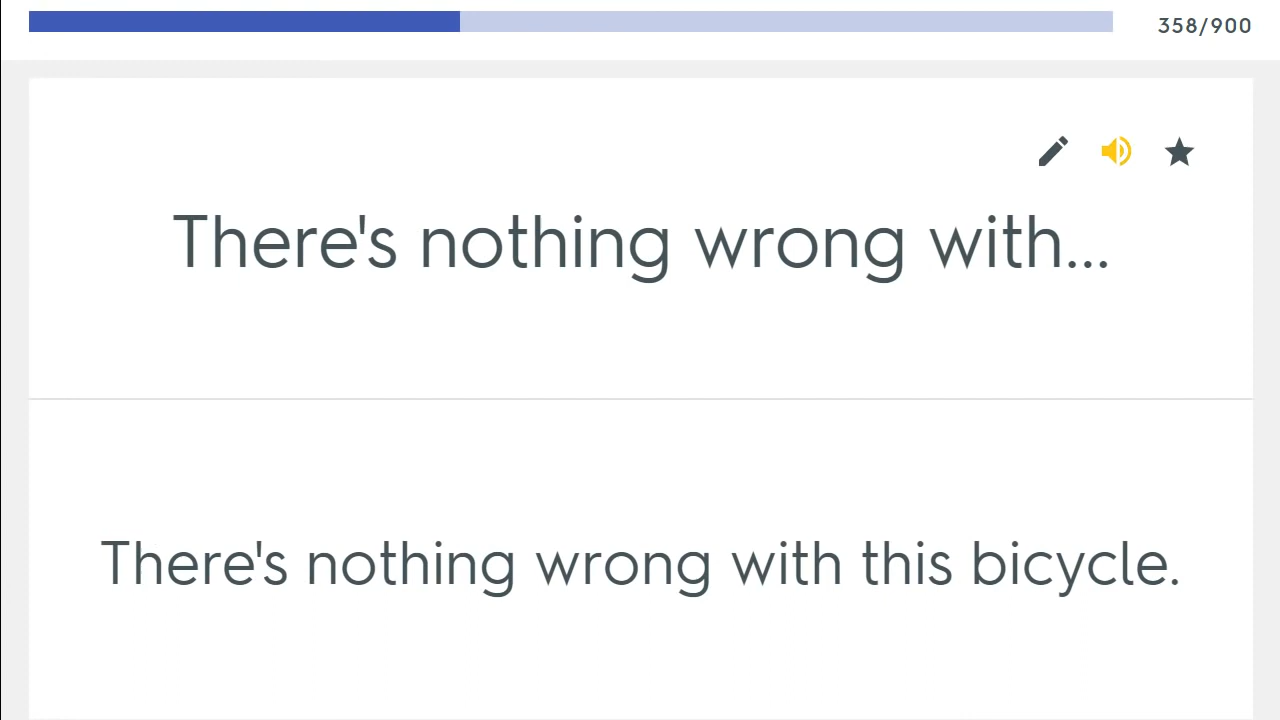 358/900
There's nothing wrong with...
There's nothing wrong with this bicycle.